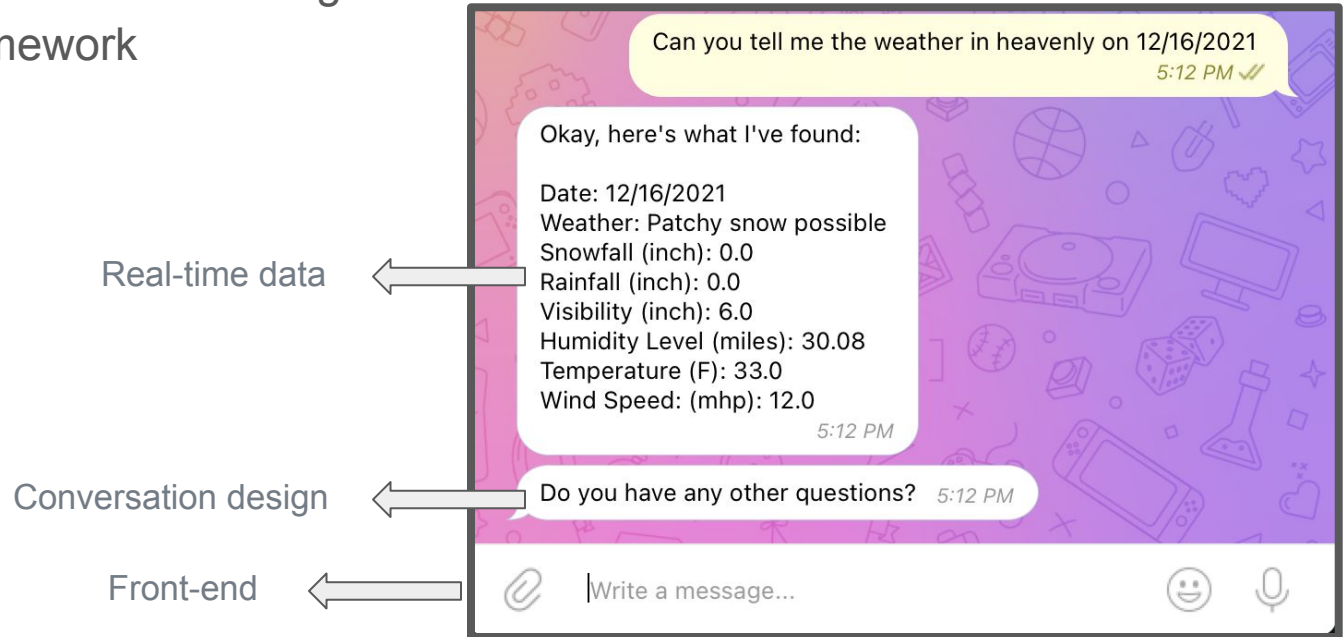 mework
Can you tell me the weather in heavenly on 12/16/2021
5:12 PM
Okay, here's what I've found:
Date: 12/16/2021
Weather: Patchy snow possible
Snowfall (inch): 0.0
Rainfall (inch): 0.0
Visibility (inch): 6.0
Humidity Level (miles): 30.08
Temperature (F): 33.0
Wind Speed: (mhp): 12.0
5:12 PM
Real-time data
Do you have any other questions? 5:12 PM
Conversation design
Write a message...
Front-end